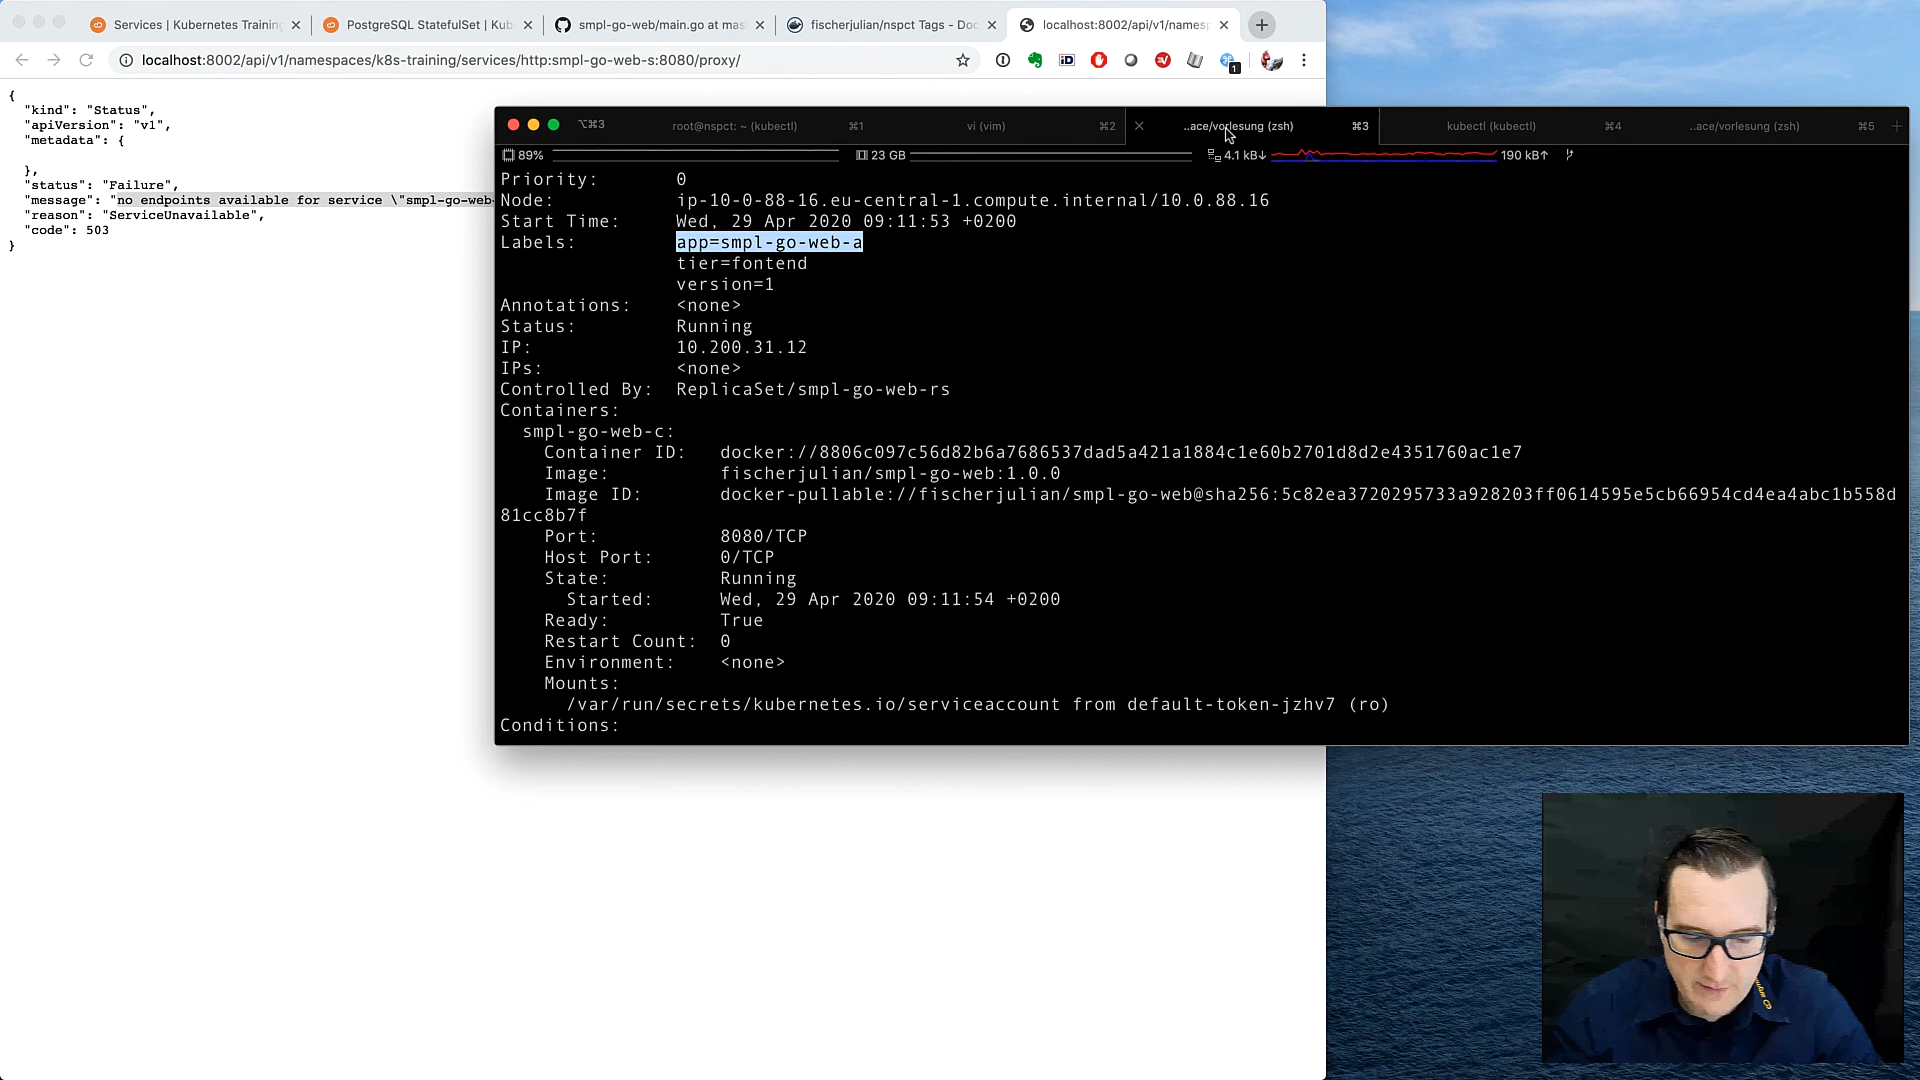 Services | Kubernetes Training
PostgreSQL StatefulSet | Kub
smpl-go-web/main.go at mas
fischerjulian/nspct Tags - Doc
localhost:8002/api/v1/namesp
localhost:8002/api/v1/namespaces/k8s-training/services/http:smpl-go-web-s:8080/proxy/
{
"kind": "Status",
"apiVersion": "v1",
"metadata": {
},
"status": "Failure",
"message": "no endpoints available for service \"smpl-go-web-
"reason": "ServiceUnavailable",
"code": 503
}
⌥⌘3
root@nspct: ~ (kubectl) ⌘1
vi (vim) ⌘2
..ace/vorlesung (zsh) ⌘3
kubectl (kubectl) ⌘4
..ace/vorlesung (zsh) ⌘5
89% 23 GB 4.1 kB↓ 190 kB↑
Priority: 0
Node: ip-10-0-88-16.eu-central-1.compute.internal/10.0.88.16
Start Time: Wed, 29 Apr 2020 09:11:53 +0200
Labels: app=smpl-go-web-a
tier=fontend
version=1
Annotations: <none>
Status: Running
IP: 10.200.31.12
IPs: <none>
Controlled By: ReplicaSet/smpl-go-web-rs
Containers:
smpl-go-web-c:
Container ID: docker://8806c097c56d82b6a7686537dad5a421a1884c1e60b2701d8d2e4351760ac1e7
Image: fischerjulian/smpl-go-web:1.0.0
Image ID: docker-pullable://fischerjulian/smpl-go-web@sha256:5c82ea3720295733a928203ff0614595e5cb66954cd4ea4abc1b558d
81cc8b7f
Port: 8080/TCP
Host Port: 0/TCP
State: Running
Started: Wed, 29 Apr 2020 09:11:54 +0200
Ready: True
Restart Count: 0
Environment: <none>
Mounts:
/var/run/secrets/kubernetes.io/serviceaccount from default-token-jzhv7 (ro)
Conditions: